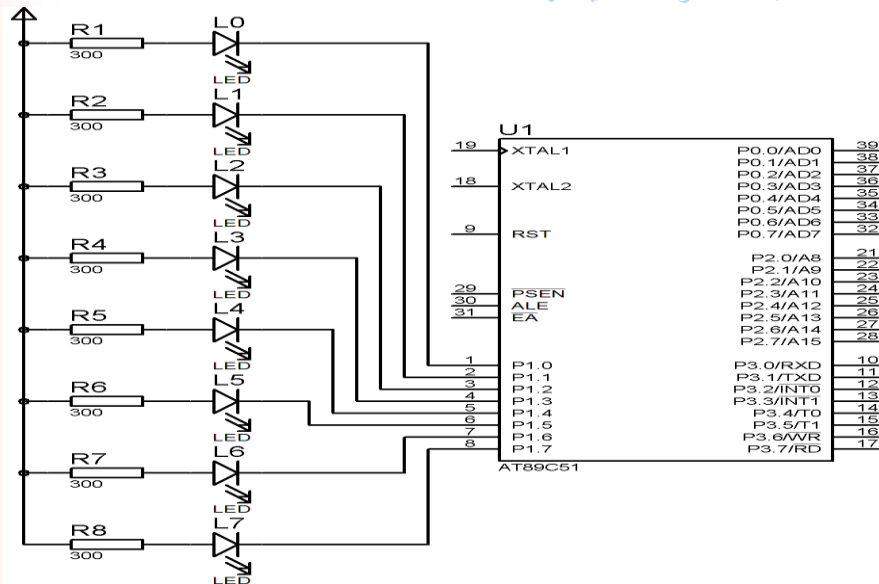 R1
300
L0
LED
R2
300
L1
LED
R3
300
L2
LED
R4
300
L3
LED
R5
300
L4
LED
R6
300
L5
LED
R7
300
L6
LED
R8
300
L7
LED
U1
19 XTAL1
18 XTAL2
9 RST
29 PSEN
30 ALE
31 EA
1 P1.0
2 P1.1
3 P1.2
4 P1.3
5 P1.4
6 P1.5
7 P1.6
8 P1.7
P0.0/AD0 39
P0.1/AD1 38
P0.2/AD2 37
P0.3/AD3 36
P0.4/AD4 35
P0.5/AD5 34
P0.6/AD6 33
P0.7/AD7 32
P2.0/A8 21
P2.1/A9 22
P2.2/A10 23
P2.3/A11 24
P2.4/A12 25
P2.5/A13 26
P2.6/A14 27
P2.7/A15 28
P3.0/RXD 10
P3.1/TXD 11
P3.2/INT0 12
P3.3/INT1 13
P3.4/T0 14
P3.5/T1 15
P3.6/WR 16
P3.7/RD 17
AT89C51